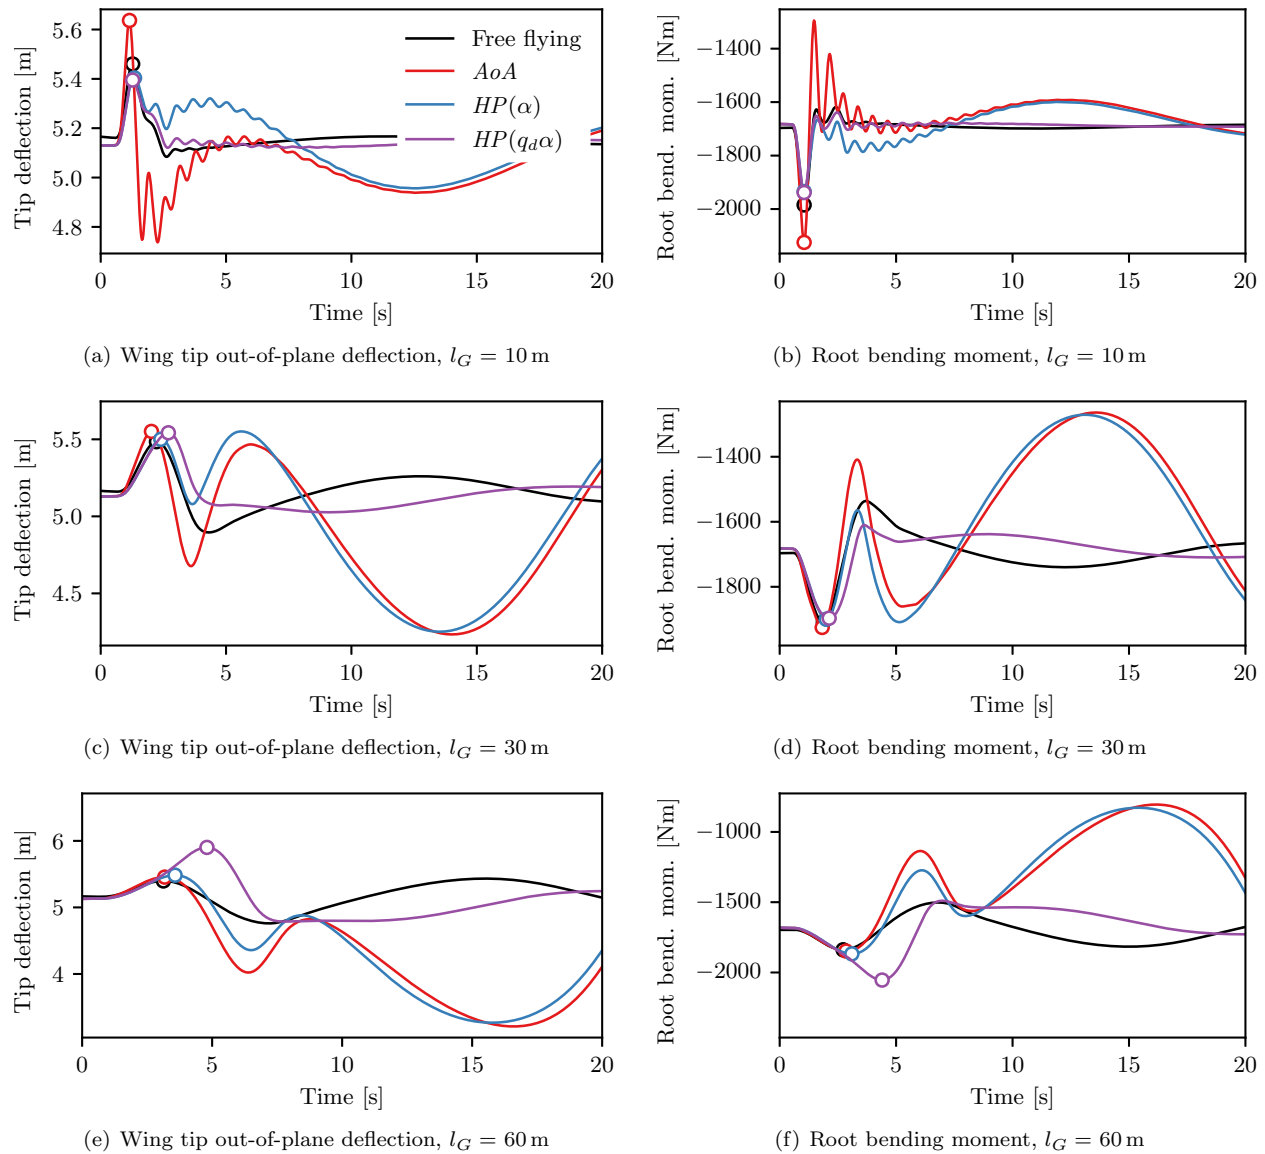 Tip deflection [m]
5.6
5.4
5.2
5.0
4.8
0 5 10 15 20
Time [s]
Free flying
AoA
HP(α)
HP(q_dα)
(a) Wing tip out-of-plane deflection, l_G = 10 m
Root bend. mom. [Nm]
−1400
−1600
−1800
−2000
0 5 10 15 20
Time [s]
(b) Root bending moment, l_G = 10 m
Tip deflection [m]
5.5
5.0
4.5
0 5 10 15 20
Time [s]
(c) Wing tip out-of-plane deflection, l_G = 30 m
Root bend. mom. [Nm]
−1400
−1600
−1800
0 5 10 15 20
Time [s]
(d) Root bending moment, l_G = 30 m
Tip deflection [m]
6
5
4
0 5 10 15 20
Time [s]
(e) Wing tip out-of-plane deflection, l_G = 60 m
Root bend. mom. [Nm]
−1000
−1500
−2000
0 5 10 15 20
Time [s]
(f) Root bending moment, l_G = 60 m